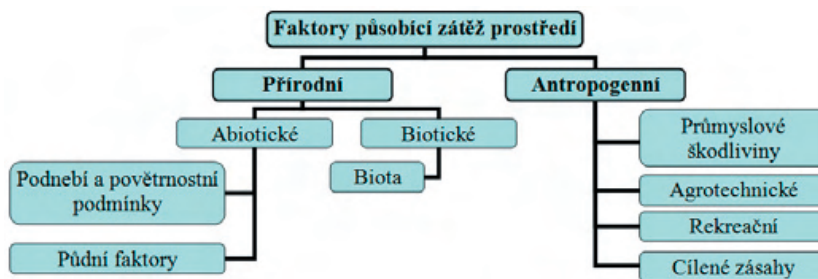 Faktory působící zátěž prostředí
Přírodní
Antropogenní
Abiotické
Biotické
Průmyslové
škodliviny
Podnebí a povětrnostní
podmínky
Biota
Agrotechnické
Rekreační
Půdní faktory
Cílené zásahy